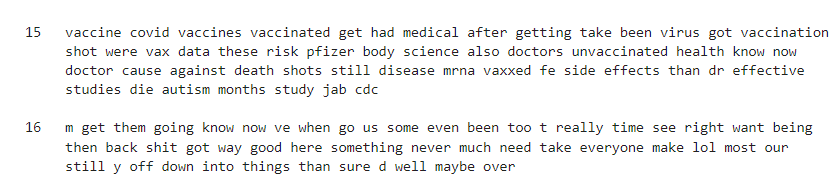 15 vaccine covid vaccines vaccinated get had medical after getting take been virus got vaccination
shot were vax data these risk pfizer body science also doctors unvaccinated health know now
doctor cause against death shots still disease mrna vaxxed fe side effects than dr effective
studies die autism months study jab cdc
16 m get them going know now ve when go us some even been too t really time see right want being
then back shit got way good here something never much need take everyone make lol most our
still y off down into things than sure d well maybe over